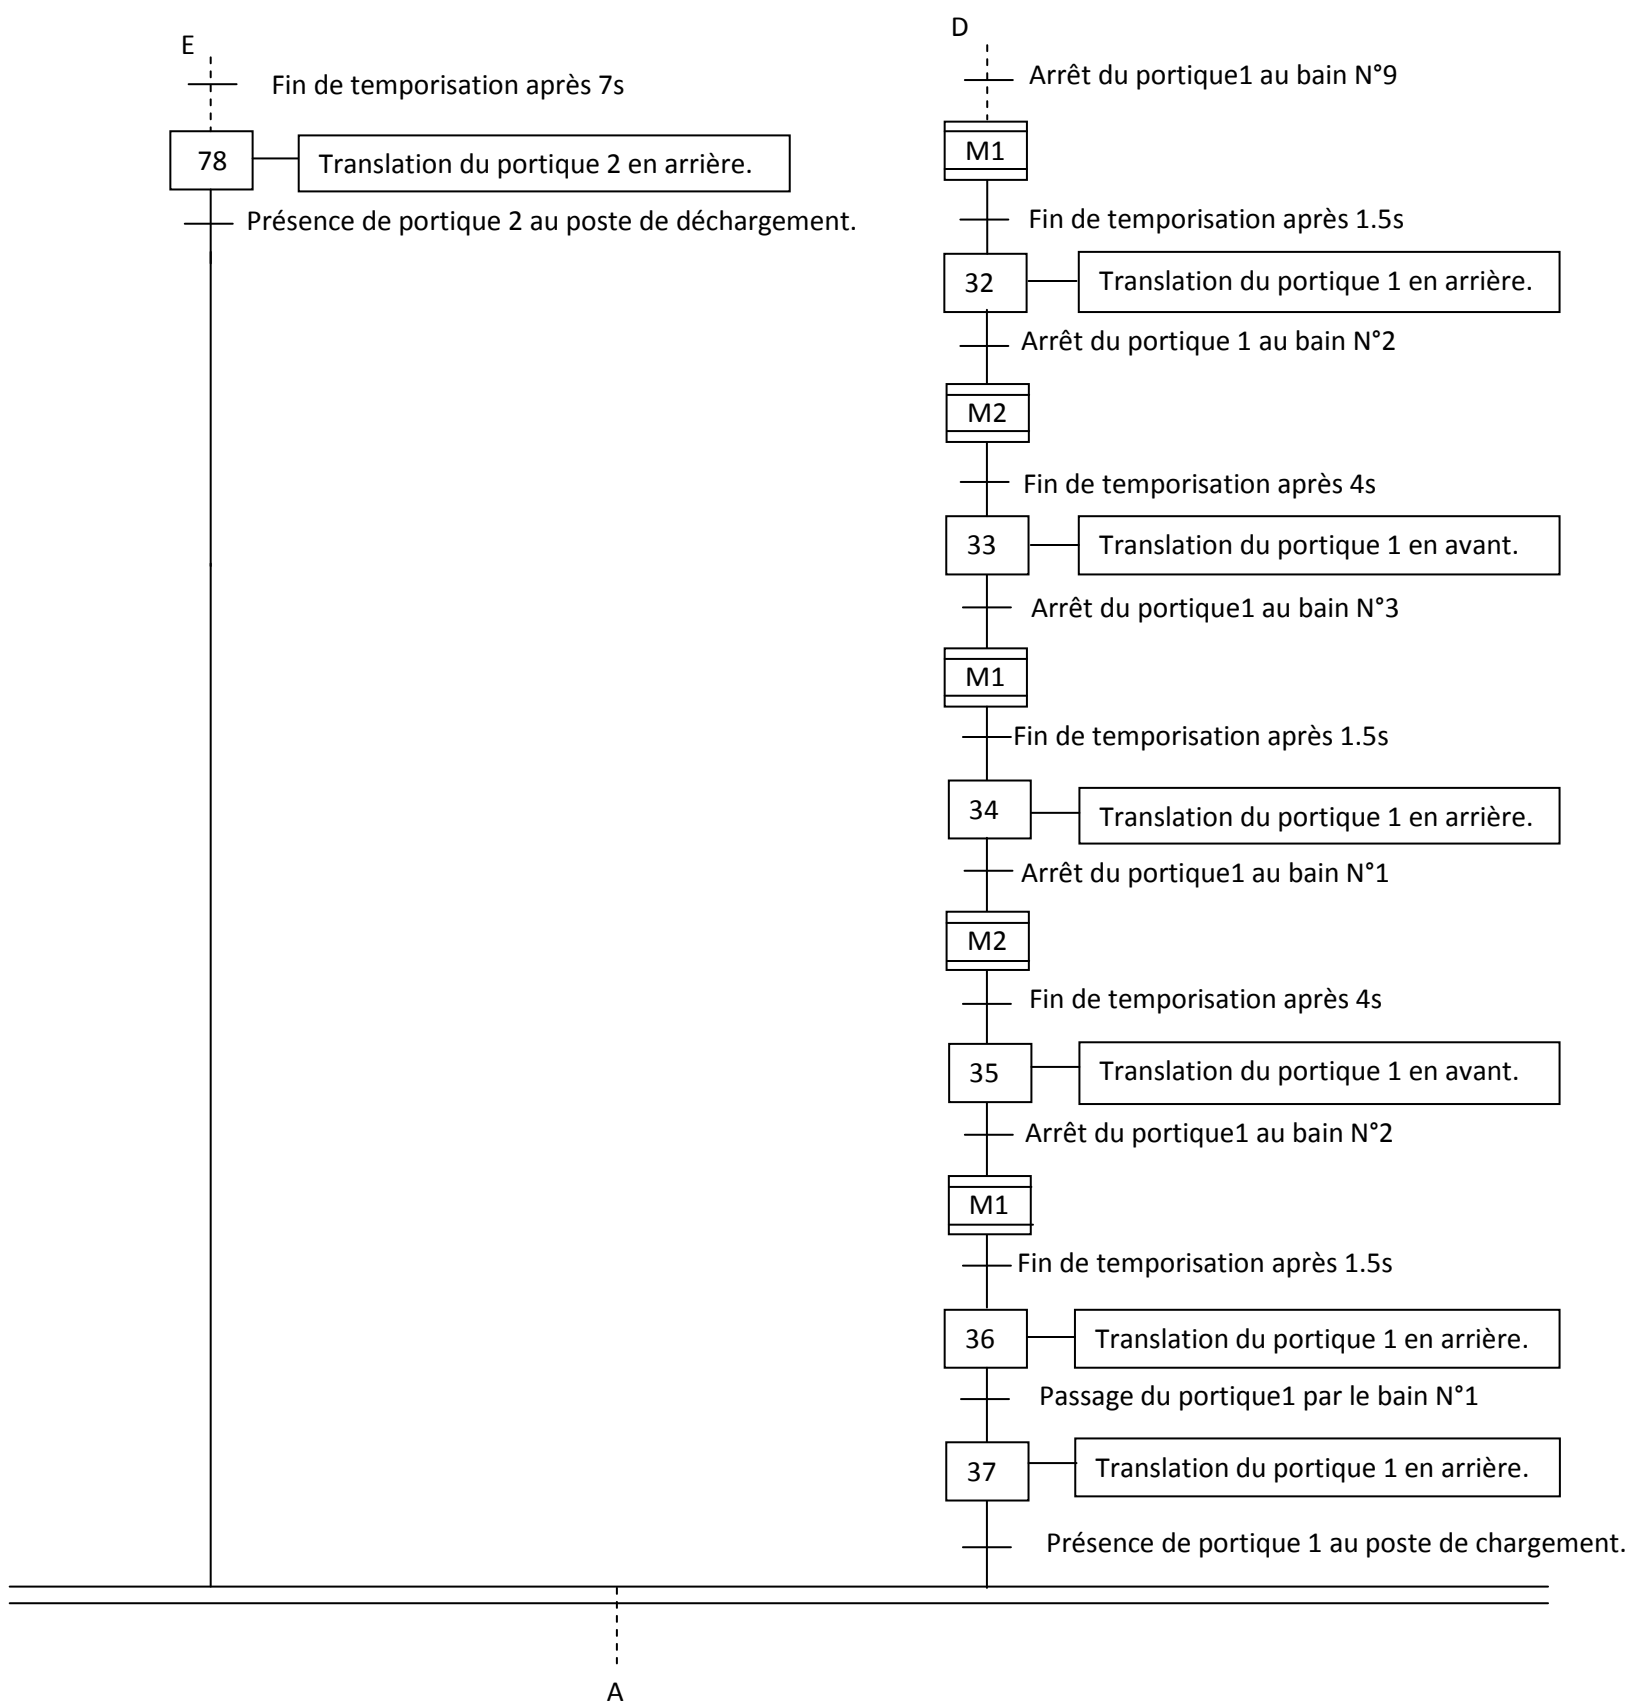 E
Fin de temporisation après 7s
78
Translation du portique 2 en arrière.
Présence de portique 2 au poste de déchargement.
D
Arrêt du portique1 au bain N°9
M1
Fin de temporisation après 1.5s
32
Translation du portique 1 en arrière.
Arrêt du portique 1 au bain N°2
M2
Fin de temporisation après 4s
33
Translation du portique 1 en avant.
Arrêt du portique1 au bain N°3
M1
Fin de temporisation après 1.5s
34
Translation du portique 1 en arrière.
Arrêt du portique1 au bain N°1
M2
Fin de temporisation après 4s
35
Translation du portique 1 en avant.
Arrêt du portique1 au bain N°2
M1
Fin de temporisation après 1.5s
36
Translation du portique 1 en arrière.
Passage du portique1 par le bain N°1
37
Translation du portique 1 en arrière.
Présence de portique 1 au poste de chargement.
A